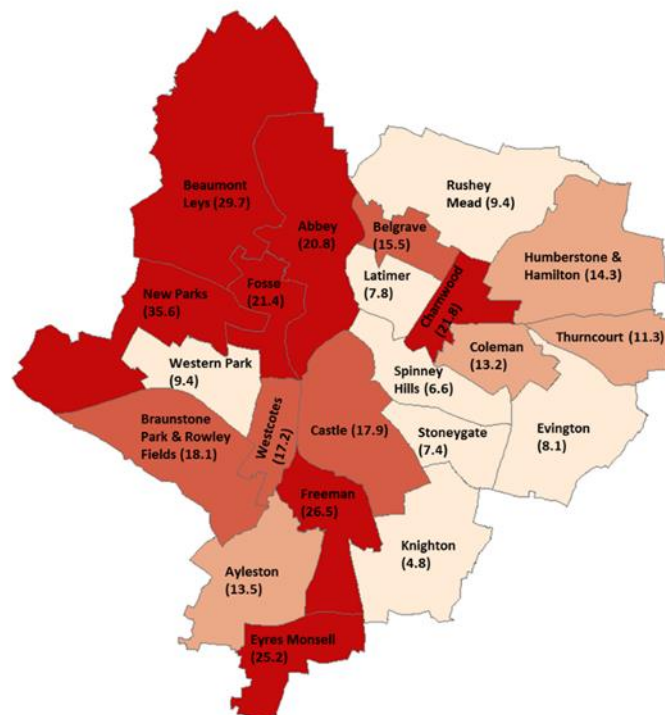 Beaumont
Leys (29.7)
Abbey
(20.8)
Rushey
Mead (9.4)
Belgrave
(15.5)
Humberstone &
Hamilton (14.3)
Latimer
(7.8)
Fosse
(21.4)
New Parks
(35.6)
Charnwood
(21.8)
Thurncourt (11.3)
Coleman
(13.2)
Western Park
(9.4)
Spinney
Hills (6.6)
Braunstone
Park & Rowley
Fields (18.1)
Westcotes
(17.2)
Castle (17.9)
Stoneygate
(7.4)
Evington
(8.1)
Freeman
(26.5)
Knighton
(4.8)
Ayleston
(13.5)
Eyres Monsell
(25.2)